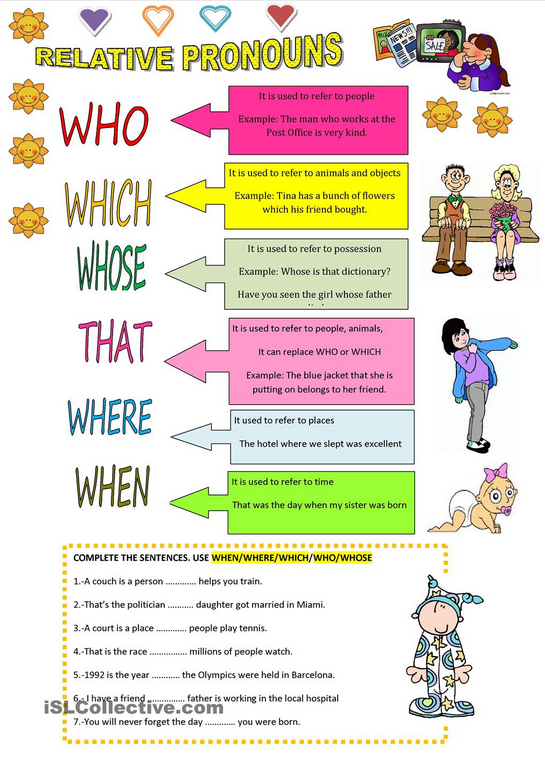 RELATIVE PRONOUNS
NEWS!!!
SALE
WHO
It is used to refer to people
Example: The man who works at the
Post Office is very kind.
WHICH
It is used to refer to animals and objects
Example: Tina has a bunch of flowers
which his friend bought.
WHOSE
It is used to refer to possession
Example: Whose is that dictionary?
Have you seen the girl whose father
THAT
It is used to refer to people, animals,
It can replace WHO or WHICH
Example: The blue jacket that she is
putting on belongs to her friend.
WHERE
It used to refer to places
The hotel where we slept was excellent
WHEN
It is used to refer to time
That was the day when my sister was born
COMPLETE THE SENTENCES. USE WHEN/WHERE/WHICH/WHO/WHOSE
1.-A couch is a person ............. helps you train.
2.-That's the politician ........... daughter got married in Miami.
3.-A court is a place ............. people play tennis.
4.-That is the race ................ millions of people watch.
5.-1992 is the year ............ the Olympics were held in Barcelona.
6.- I have a friend ................ father is working in the local hospital
iSLCollective.com
7.-You will never forget the day ............. you were born.